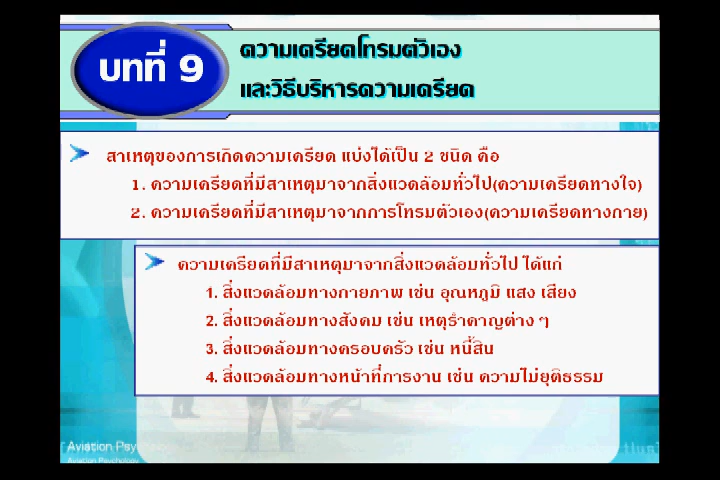 บทที่ 9
ความเครียดโทรมตัวเอง
และวิธีบริหารความเครียด
สาเหตุของการเกิดความเครียด แบ่งได้เป็น 2 ชนิด คือ
1. ความเครียดที่มีสาเหตุมาจากสิ่งแวดล้อมทั่วไป(ความเครียดทางใจ)
2. ความเครียดที่มีสาเหตุมาจากการโทรมตัวเอง(ความเครียดทางกาย)
ความเครียดที่มีสาเหตุมาจากสิ่งแวดล้อมทั่วไป ได้แก่
1. สิ่งแวดล้อมทางกายภาพ เช่น อุณหภูมิ แสง เสียง
2. สิ่งแวดล้อมทางสังคม เช่น เหตุรำคาญต่าง ๆ
3. สิ่งแวดล้อมทางครอบครัว เช่น หนี้สิน
4. สิ่งแวดล้อมทางหน้าที่การงาน เช่น ความไม่ยุติธรรม
Aviation Psy
Aviation Psychology